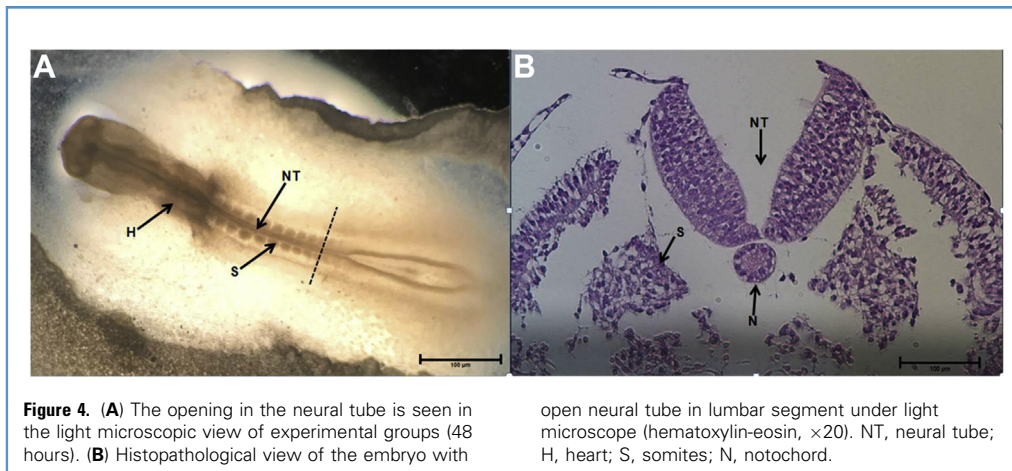 A
NT
H
S
100 µm
B
NT
S
N
100 µm
Figure 4. (A) The opening in the neural tube is seen in
the light microscopic view of experimental groups (48
hours). (B) Histopathological view of the embryo with
open neural tube in lumbar segment under light
microscope (hematoxylin-eosin, ×20). NT, neural tube;
H, heart; S, somites; N, notochord.